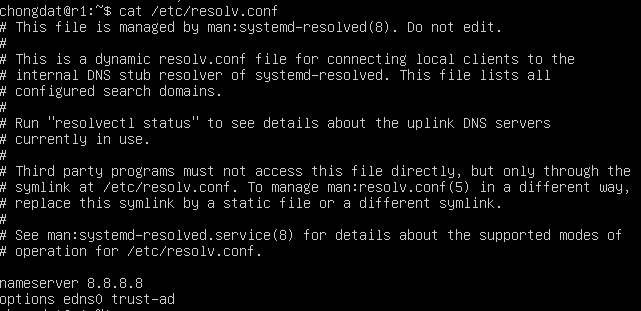 chongdat@r1:~$ cat /etc/resolv.conf
# This file is managed by man:systemd-resolved(8). Do not edit.
#
# This is a dynamic resolv.conf file for connecting local clients to the
# internal DNS stub resolver of systemd-resolved. This file lists all
# configured search domains.
#
# Run "resolvectl status" to see details about the uplink DNS servers
# currently in use.
#
# Third party programs must not access this file directly, but only through the
# symlink at /etc/resolv.conf. To manage man:resolv.conf(5) in a different way,
# replace this symlink by a static file or a different symlink.
#
# See man:systemd-resolved.service(8) for details about the supported modes of
# operation for /etc/resolv.conf.
nameserver 8.8.8.8
options edns0 trust-ad